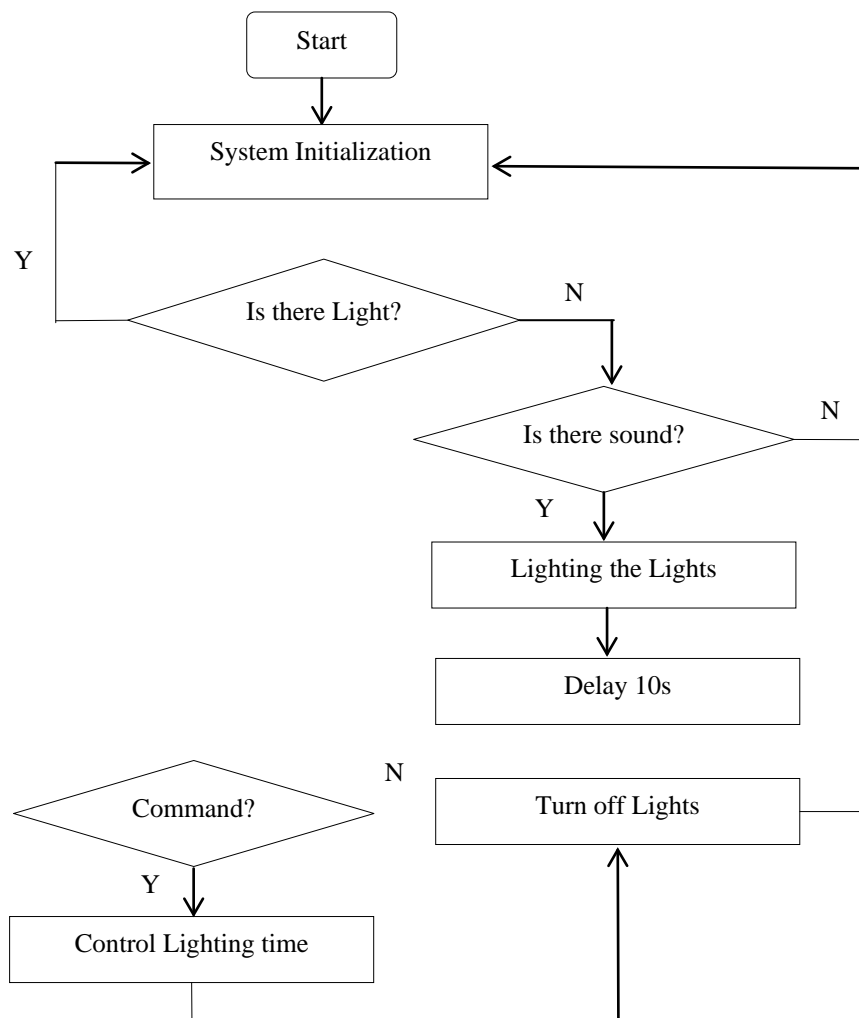 Start
System Initialization
Y
Is there Light?
N
Is there sound?
N
Y
Lighting the Lights
Delay 10s
Command?
N
Turn off Lights
Y
Control Lighting time